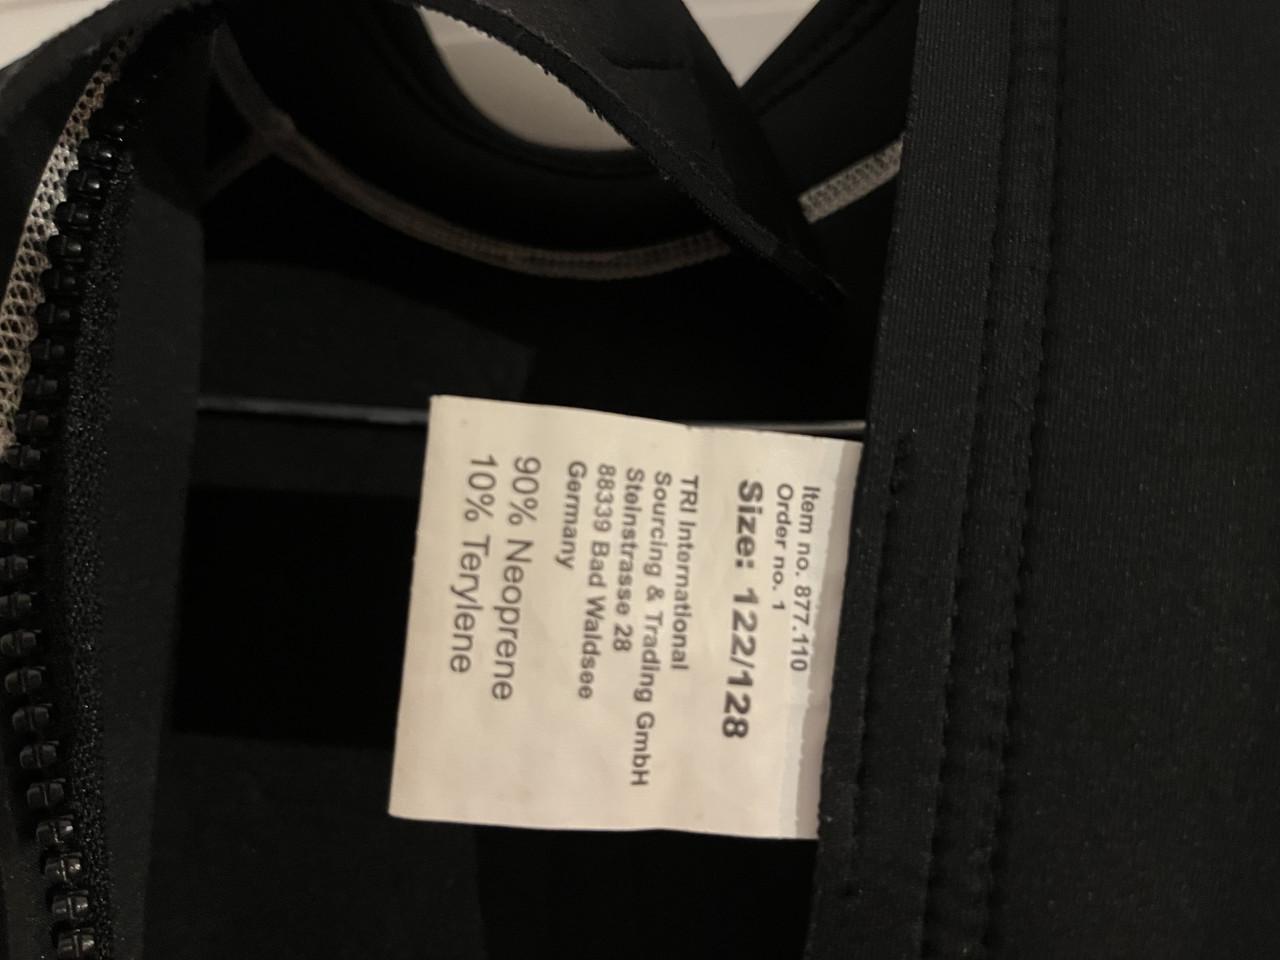 Item no. 877.110
Order no. 1
Size: 122/128
TRI International
Sourcing & Trading GmbH
Steinstrasse 28
88339 Bad Waldsee
Germany
90% Neoprene
10% Terylene